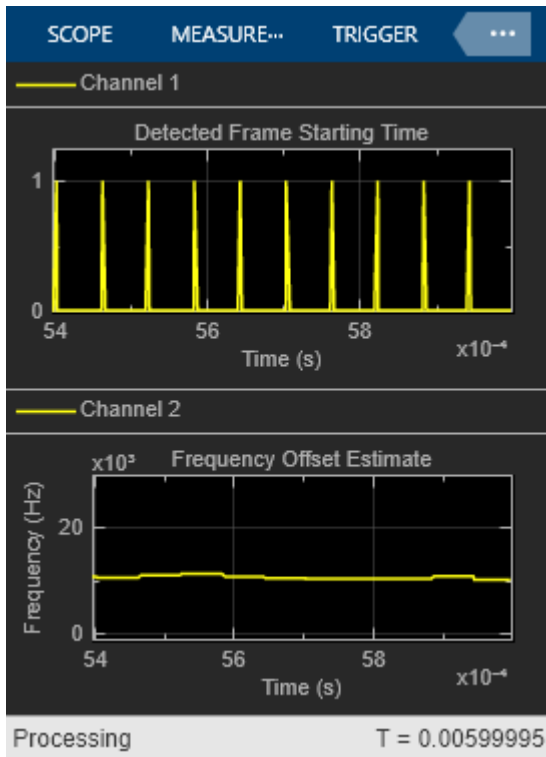 SCOPE MEASURE... TRIGGER ...
Channel 1
Detected Frame Starting Time
1
0
54 56 58
x10⁻⁴
Time (s)
Channel 2
x10³ Frequency Offset Estimate
Frequency (Hz)
20
0
54 56 58
x10⁻⁴
Time (s)
Processing T = 0.00599995